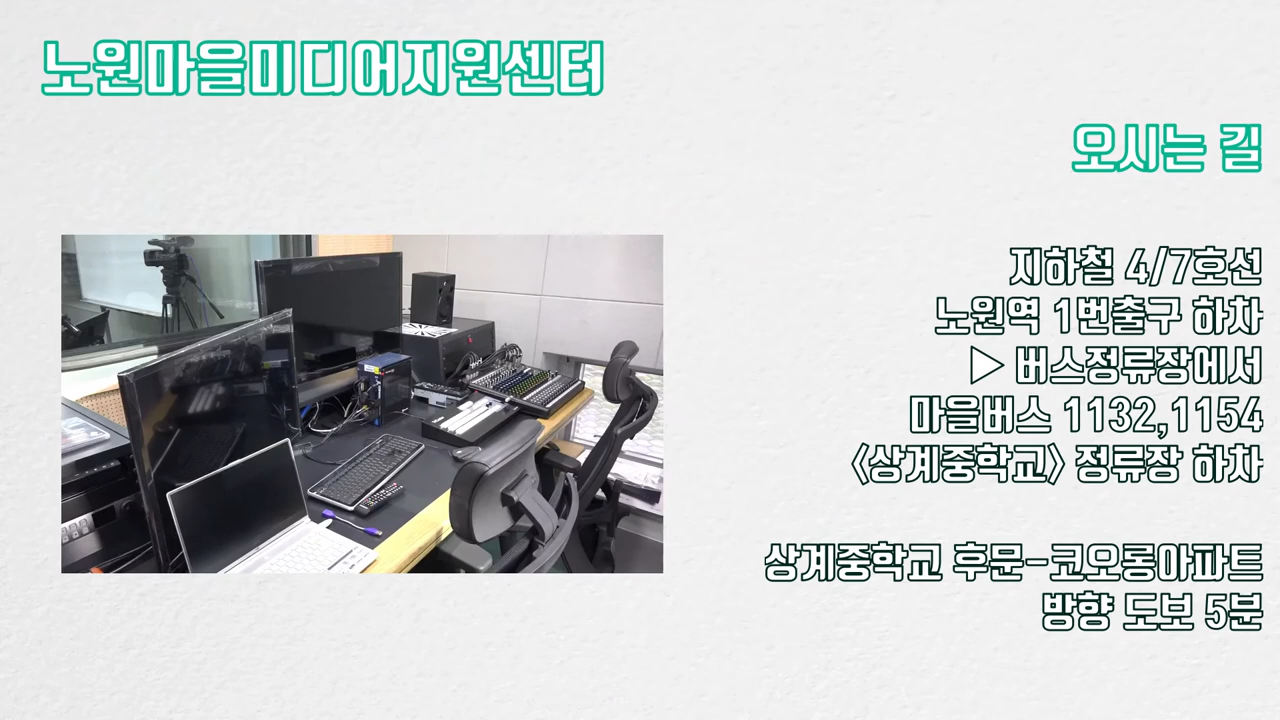 노원마을미디어지원센터
오시는 길
지하철 4/7호선
노원역 1번출구 하차
▷ 버스정류장에서
마을버스 1132,1154
<상계중학교> 정류장 하차
상계중학교 후문-코오롱아파트
방향 도보 5분